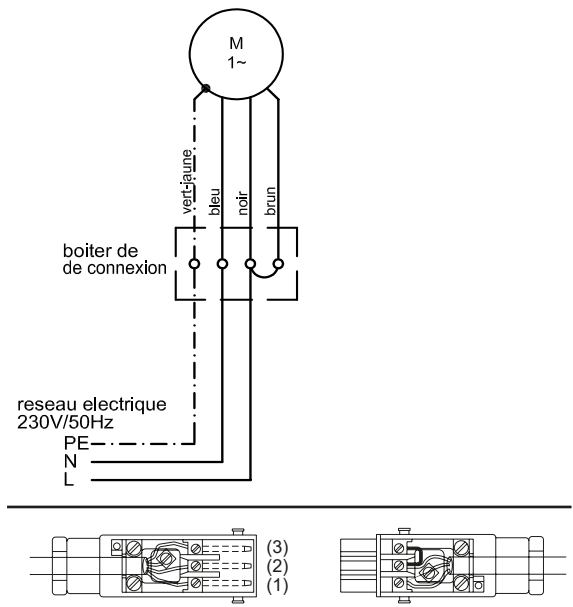 M
1~
vert-jaune
bleu
noir
brun
boiter de
de connexion
reseau electrique
230V/50Hz
PE
N
L
(3)
(2)
(1)